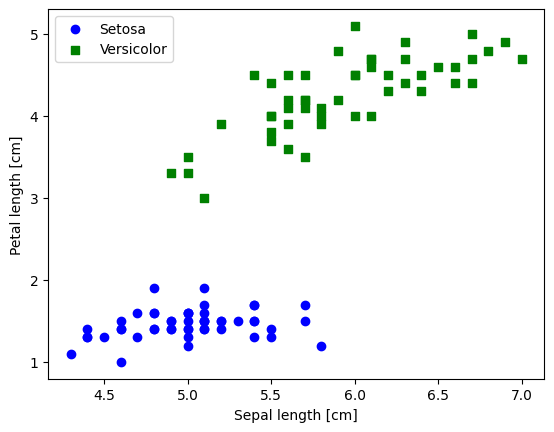 Setosa
Versicolor
Petal length [cm]
5
4
3
2
1
4.5 5.0 5.5 6.0 6.5 7.0
Sepal length [cm]